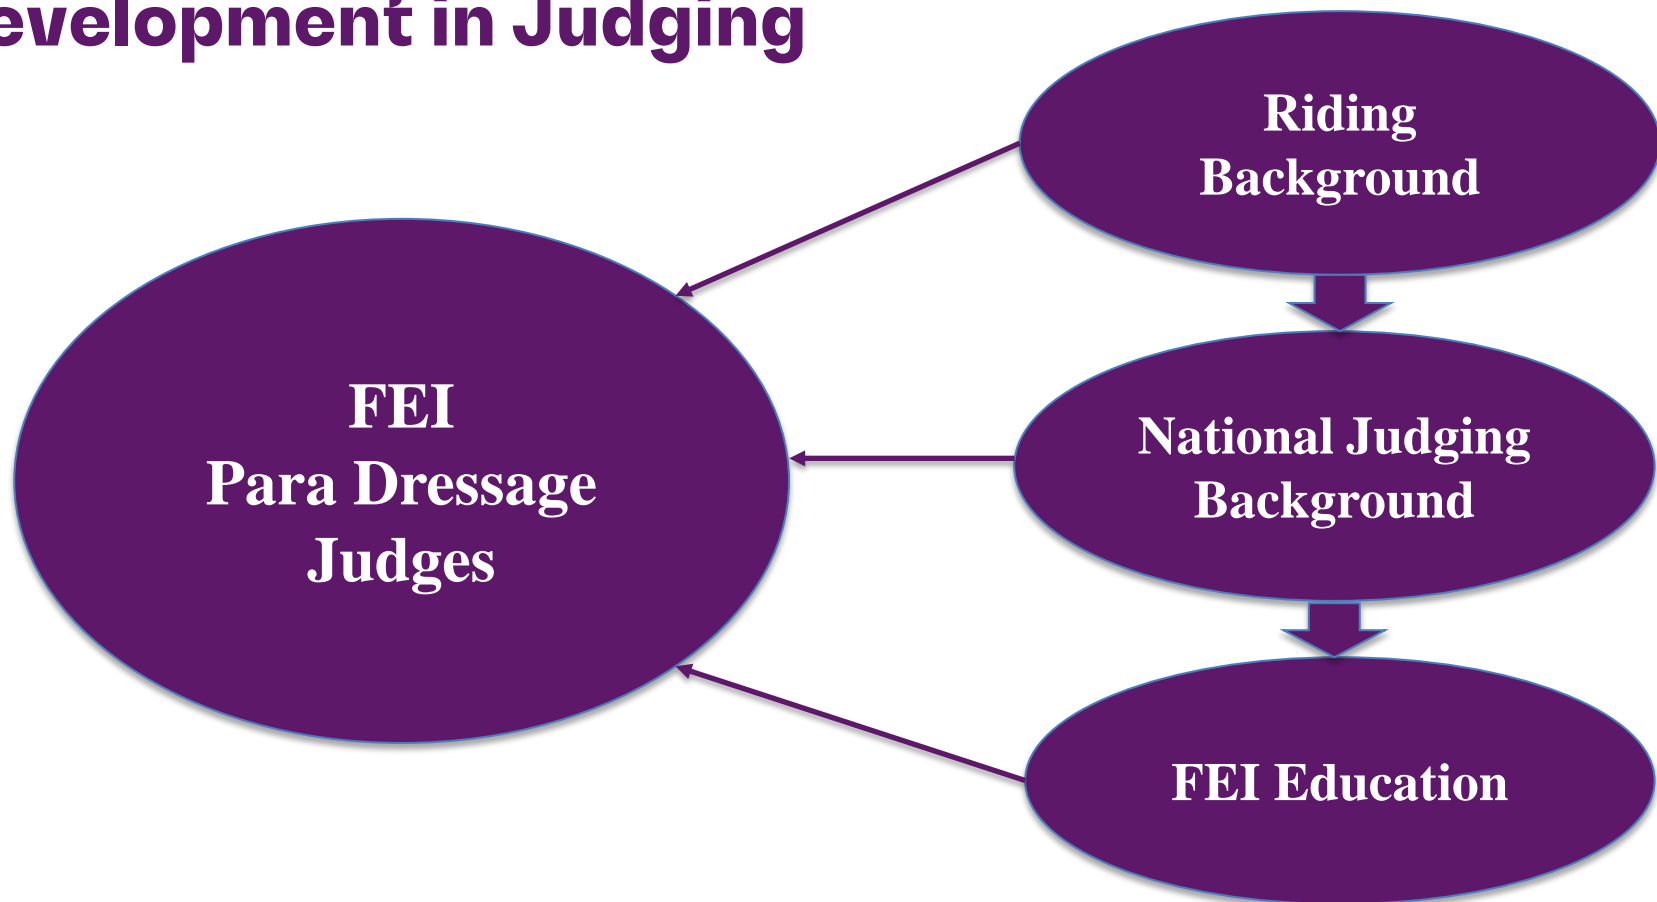 evelopment in Judging
Riding
Background
FEI
Para Dressage
Judges
National Judging
Background
FEI Education